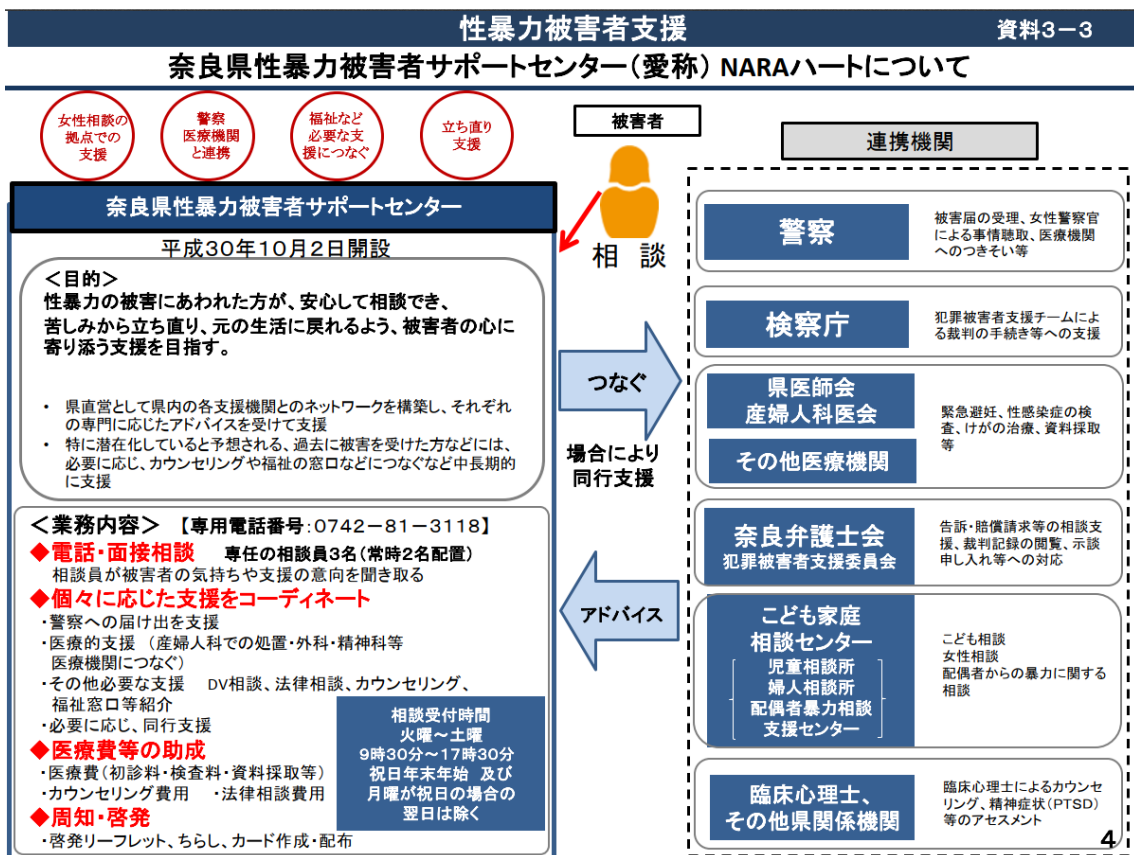 性暴力被害者支援
資料3－3
奈良県性暴力被害者サポートセンター（愛称） NARAハートについて
女性相談の
拠点での
支援
警察
医療機関
と連携
福祉など
必要な支
援につなぐ
立ち直り
支援
被害者
相 談
奈良県性暴力被害者サポートセンター
平成30年10月2日開設
＜目的＞
性暴力の被害にあわれた方が、安心して相談でき、
苦しみから立ち直り、元の生活に戻れるよう、被害者の心に
寄り添う支援を目指す。
• 県直営として県内の各支援機関とのネットワークを構築し、それぞれ
の専門に応じたアドバイスを受けて支援
• 特に潜在化していると予想される、過去に被害を受けた方などには、
必要に応じ、カウンセリングや福祉の窓口などにつなぐなど中長期的
に支援
＜業務内容＞ 【専用電話番号：0742－81－3118】
◆電話・面接相談 専任の相談員3名（常時2名配置）
相談員が被害者の気持ちや支援の意向を聞き取る
◆個々に応じた支援をコーディネート
・警察への届け出を支援
・医療的支援 （産婦人科での処置・外科・精神科等
医療機関につなぐ）
・その他必要な支援 DV相談、法律相談、カウンセリング、
福祉窓口等紹介
・必要に応じ、同行支援
◆医療費等の助成
・医療費（初診料・検査料・資料採取等）
・カウンセリング費用 ・法律相談費用
◆周知・啓発
・啓発リーフレット、ちらし、カード作成・配布
相談受付時間
火曜～土曜
9時30分～17時30分
祝日年末年始 及び
月曜が祝日の場合の
翌日は除く
つなぐ
場合により
同行支援
アドバイス
連携機関
警察
被害届の受理、女性警察官
による事情聴取、医療機関
へのつきそい等
検察庁
犯罪被害者支援チームによ
る裁判の手続き等への支援
県医師会
産婦人科医会
その他医療機関
緊急避妊、性感染症の検
査、けがの治療、資料採取
等
奈良弁護士会
犯罪被害者支援委員会
告訴・賠償請求等の相談支
援、裁判記録の閲覧、示談
申し入れ等への対応
こども家庭
相談センター
児童相談所
婦人相談所
配偶者暴力相談
支援センター
こども相談
女性相談
配偶者からの暴力に関する
相談
臨床心理士、
その他県関係機関
臨床心理士によるカウンセ
リング、精神症状（PTSD）
等のアセスメント
4